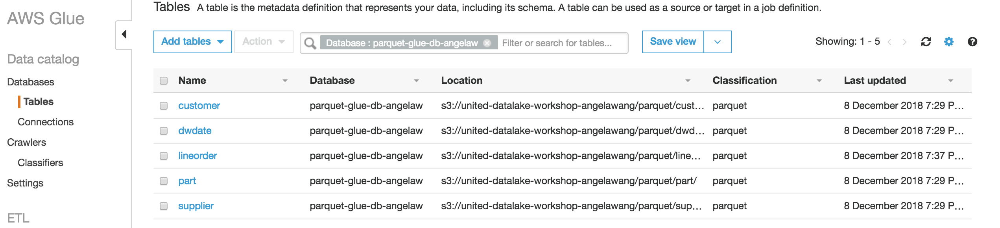 AWS Glue
Data catalog
Databases
Tables
Connections
Crawlers
Classifiers
Settings
ETL
Tables A table is the metadata definition that represents your data, including its schema. A table can be used as a source or target in a job definition.
Add tables Action Database : parquet-glue-db-angelaw Filter or search for tables... Save view Showing: 1 - 5
Name Database Location Classification Last updated
customer parquet-glue-db-angelaw s3://united-datalake-workshop-angelawang/parquet/cust... parquet 8 December 2018 7:29 P...
dwdate parquet-glue-db-angelaw s3://united-datalake-workshop-angelawang/parquet/dwd... parquet 8 December 2018 7:29 P...
lineorder parquet-glue-db-angelaw s3://united-datalake-workshop-angelawang/parquet/line... parquet 8 December 2018 7:37 P...
part parquet-glue-db-angelaw s3://united-datalake-workshop-angelawang/parquet/part/ parquet 8 December 2018 7:29 P...
supplier parquet-glue-db-angelaw s3://united-datalake-workshop-angelawang/parquet/sup... parquet 8 December 2018 7:29 P...